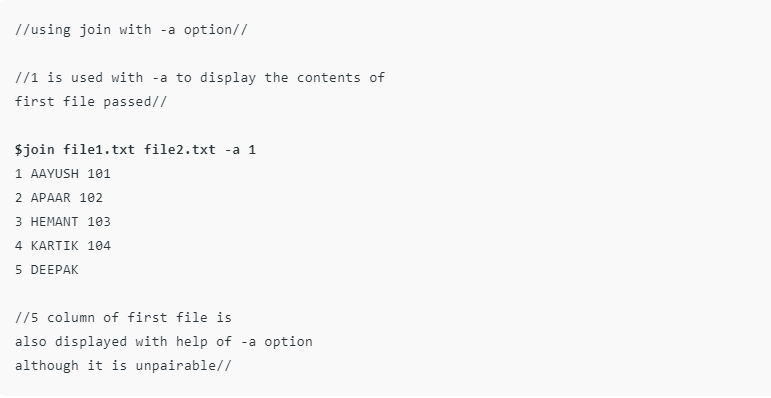 //using join with -a option//
//1 is used with -a to display the contents of
first file passed//
$join file1.txt file2.txt -a 1
1 AAYUSH 101
2 APAAR 102
3 HEMANT 103
4 KARTIK 104
5 DEEPAK
//5 column of first file is
also displayed with help of -a option
although it is unpairable//